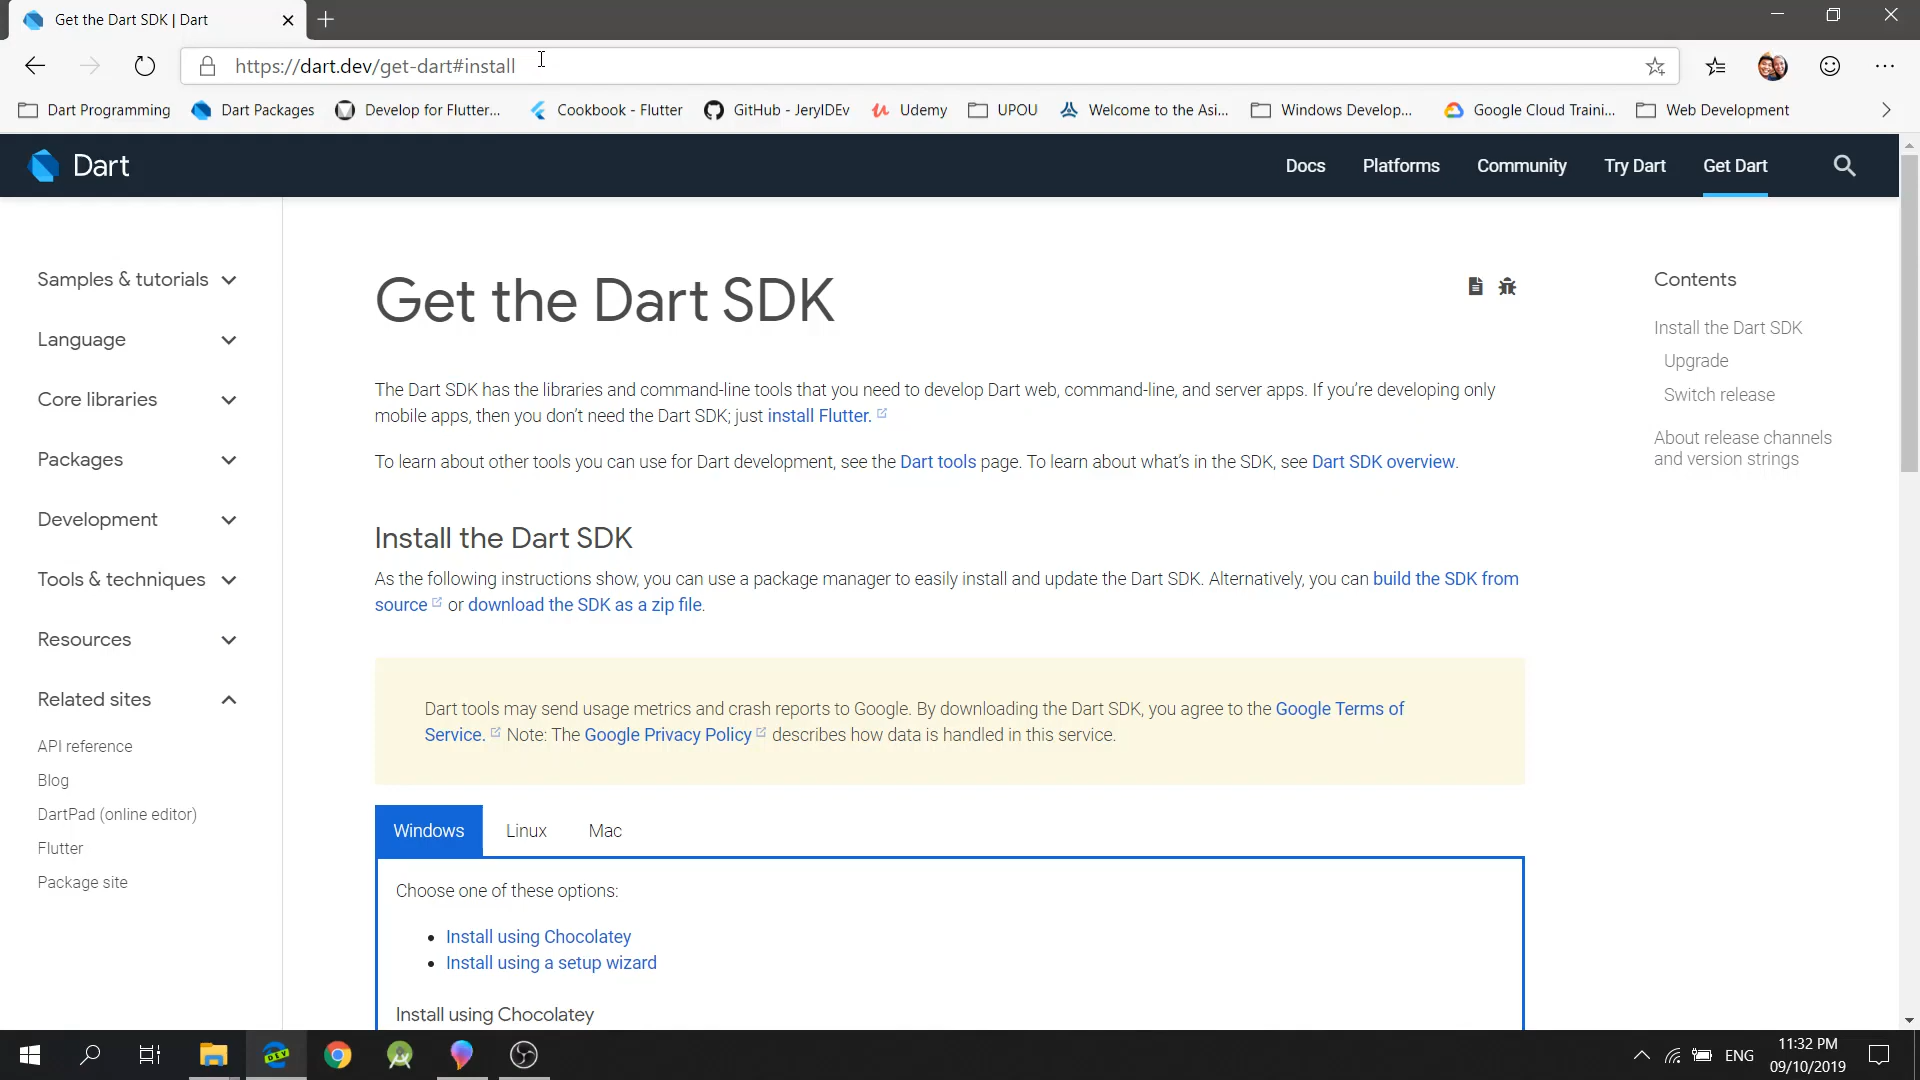 Get the Dart SDK | Dart
https://dart.dev/get-dart#install
Dart Programming
Dart Packages
Develop for Flutter...
Cookbook - Flutter
GitHub - JeryIDEv
Udemy
UPOU
Welcome to the Asi...
Windows Develop...
Google Cloud Traini...
Web Development
Dart
Docs
Platforms
Community
Try Dart
Get Dart
Samples & tutorials
Language
Core libraries
Packages
Development
Tools & techniques
Resources
Related sites
API reference
Blog
DartPad (online editor)
Flutter
Package site
Get the Dart SDK
The Dart SDK has the libraries and command-line tools that you need to develop Dart web, command-line, and server apps. If you’re developing only
mobile apps, then you don’t need the Dart SDK; just install Flutter.
To learn about other tools you can use for Dart development, see the Dart tools page. To learn about what’s in the SDK, see Dart SDK overview.
Install the Dart SDK
As the following instructions show, you can use a package manager to easily install and update the Dart SDK. Alternatively, you can build the SDK from
source or download the SDK as a zip file.
Dart tools may send usage metrics and crash reports to Google. By downloading the Dart SDK, you agree to the Google Terms of
Service. Note: The Google Privacy Policy describes how data is handled in this service.
Windows
Linux
Mac
Choose one of these options:
• Install using Chocolatey
• Install using a setup wizard
Install using Chocolatey
Contents
Install the Dart SDK
Upgrade
Switch release
About release channels
and version strings
DEV
ENG
11:32 PM
09/10/2019